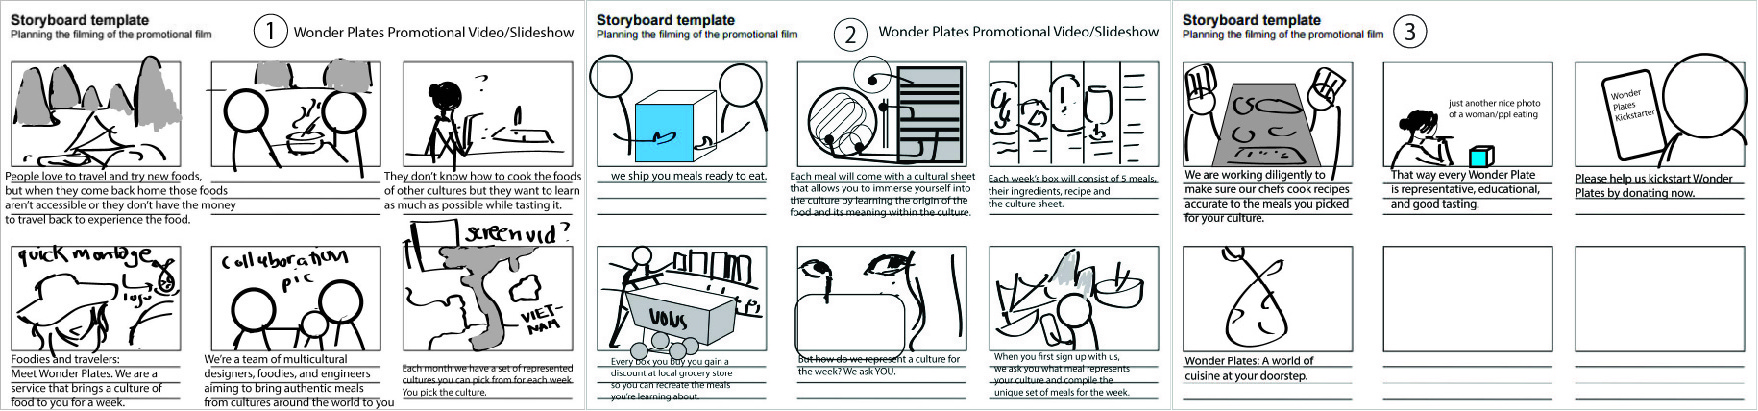 Storyboard template
Planning the filming of the promotional film
1
Wonder Plates Promotional Video/Slideshow
People love to travel and try new foods,
but when they come back home those foods
aren't accessible or they don't have the money
to travel back to experience the food.
?
They don't know how to cook the foods
of other cultures but they want to learn
as much as possible while tasting it.
quick montage
logo
Foodies and travelers:
Meet Wonder Plates. We are a
service that brings a culture of
food to you for a week.
collaboration
pic
We're a team of multicultural
designers, foodies, and engineers
aiming to bring authentic meals
from cultures around the world to you
screen vid?
VIET-
NAM
Each month we have a set of represented
cultures you can pick from for each week.
You pick the culture.
Storyboard template
Planning the filming of the promotional film
2
Wonder Plates Promotional Video/Slideshow
we ship you meals ready to eat.
Each meal will come with a cultural sheet
that allows you to immerse yourself into
the culture by learning the origin of the
food and its meaning within the culture.
Each week's box will consist of 5 meals,
their ingredients, recipe and
the culture sheet.
Every box you buy you gain a
discount at local grocery store
so you can recreate the meals
you're learning about.
But how do we represent a culture for
the week? We ask YOU.
When you first sign up with us,
we ask you what meal represents
your culture and compile the
unique set of meals for the week.
Storyboard template
Planning the filming of the promotional film
3
We are working diligently to
make sure our chefs cook recipes
accurate to the meals you picked
for your culture.
just another nice photo
of a woman/ppl eating
That way every Wonder Plate
is representative, educational,
and good tasting.
Wonder
Plates
Kickstarter
Please help us kickstart Wonder
Plates by donating now.
Wonder Plates: A world of
cuisine at your doorstep.